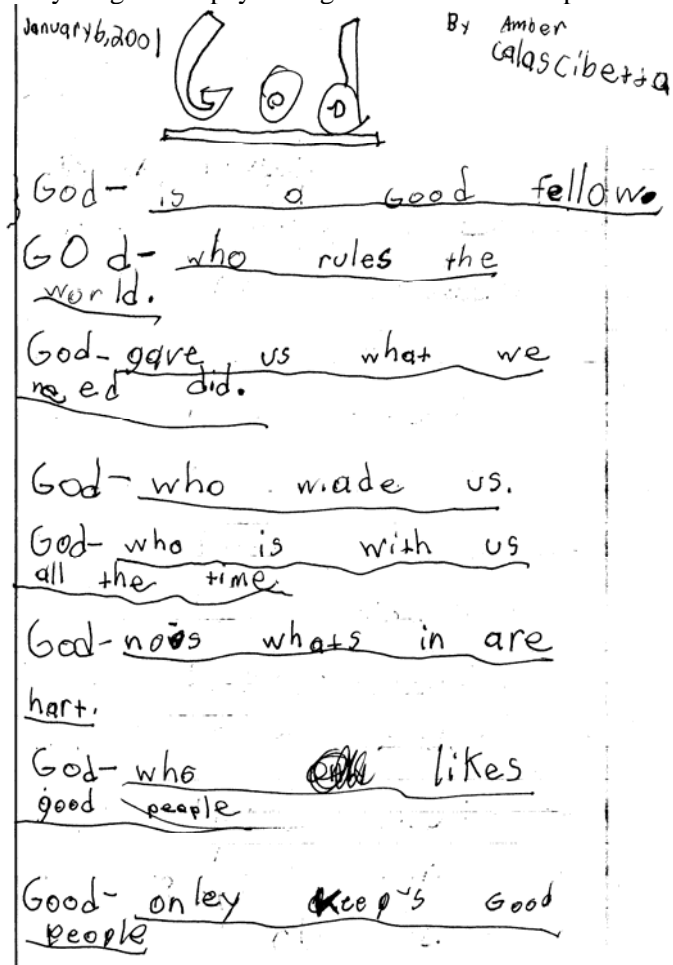 January 6, 2001
By Amber
Calascibetta
God
God- is a Good fellow.
GOd- who rules the
world.
God- gave us what we
need did.
God- who made us.
God- who is with us
all the time
God- nows whats in are
hart.
God- who likes
good people
Good- onley keep's Good
people